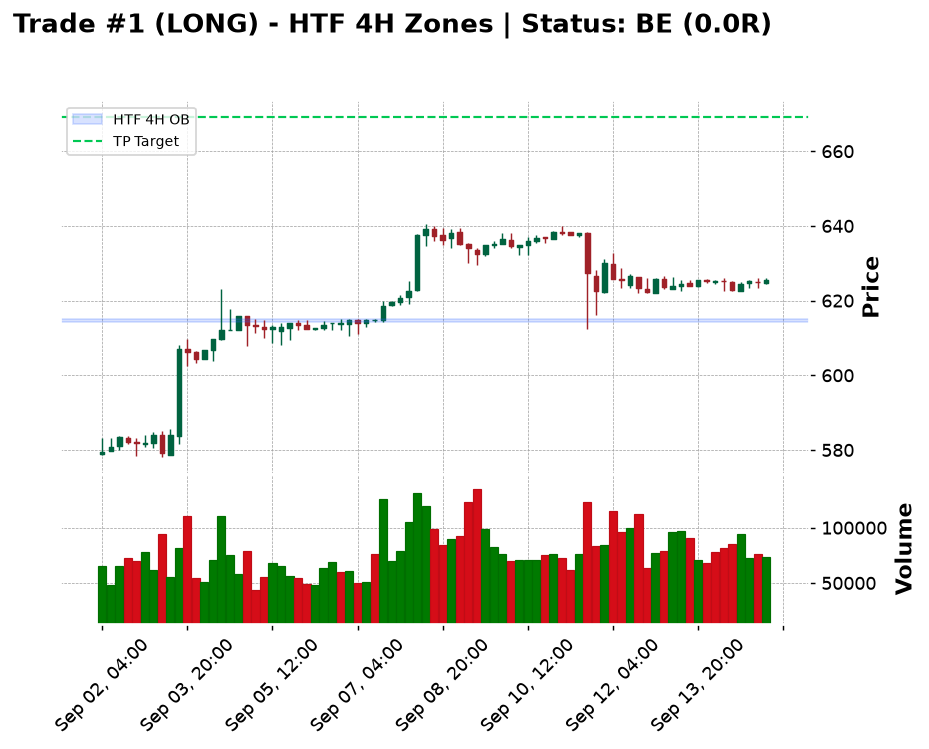 Trade #1 (LONG) - HTF 4H Zones | Status: BE (0.0R)
HTF 4H OB
TP Target
660
640
620
600
580
Price
100000
50000
Volume
Sep 02, 04:00
Sep 03, 20:00
Sep 05, 12:00
Sep 07, 04:00
Sep 08, 20:00
Sep 10, 12:00
Sep 12, 04:00
Sep 13, 20:00